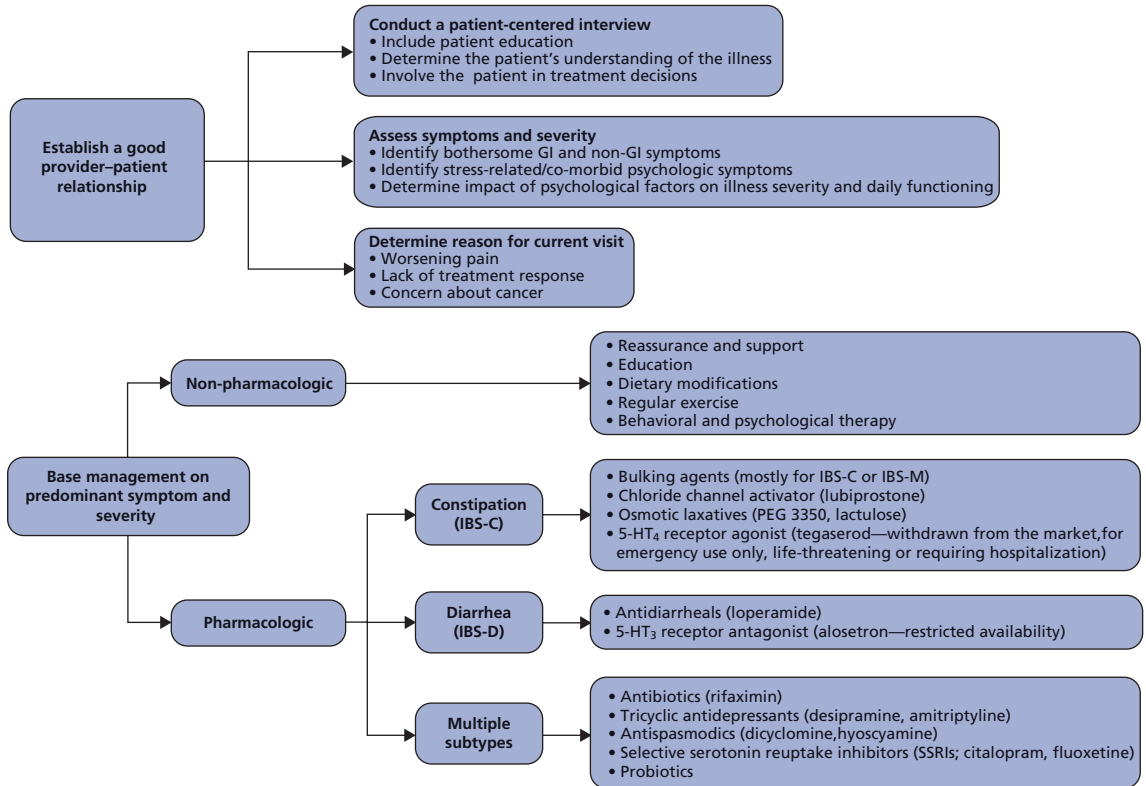 Establish a good
provider–patient
relationship
Conduct a patient-centered interview
• Include patient education
• Determine the patient’s understanding of the illness
• Involve the patient in treatment decisions
Assess symptoms and severity
• Identify bothersome GI and non-GI symptoms
• Identify stress-related/co-morbid psychologic symptoms
• Determine impact of psychological factors on illness severity and daily functioning
Determine reason for current visit
• Worsening pain
• Lack of treatment response
• Concern about cancer
Base management on
predominant symptom and
severity
Non-pharmacologic
• Reassurance and support
• Education
• Dietary modifications
• Regular exercise
• Behavioral and psychological therapy
Pharmacologic
Constipation
(IBS-C)
• Bulking agents (mostly for IBS-C or IBS-M)
• Chloride channel activator (lubiprostone)
• Osmotic laxatives (PEG 3350, lactulose)
• 5-HT₄ receptor agonist (tegaserod—withdrawn from the market,for
emergency use only, life-threatening or requiring hospitalization)
Diarrhea
(IBS-D)
• Antidiarrheals (loperamide)
• 5-HT₃ receptor antagonist (alosetron—restricted availability)
Multiple
subtypes
• Antibiotics (rifaximin)
• Tricyclic antidepressants (desipramine, amitriptyline)
• Antispasmodics (dicyclomine,hyoscyamine)
• Selective serotonin reuptake inhibitors (SSRIs; citalopram, fluoxetine)
• Probiotics